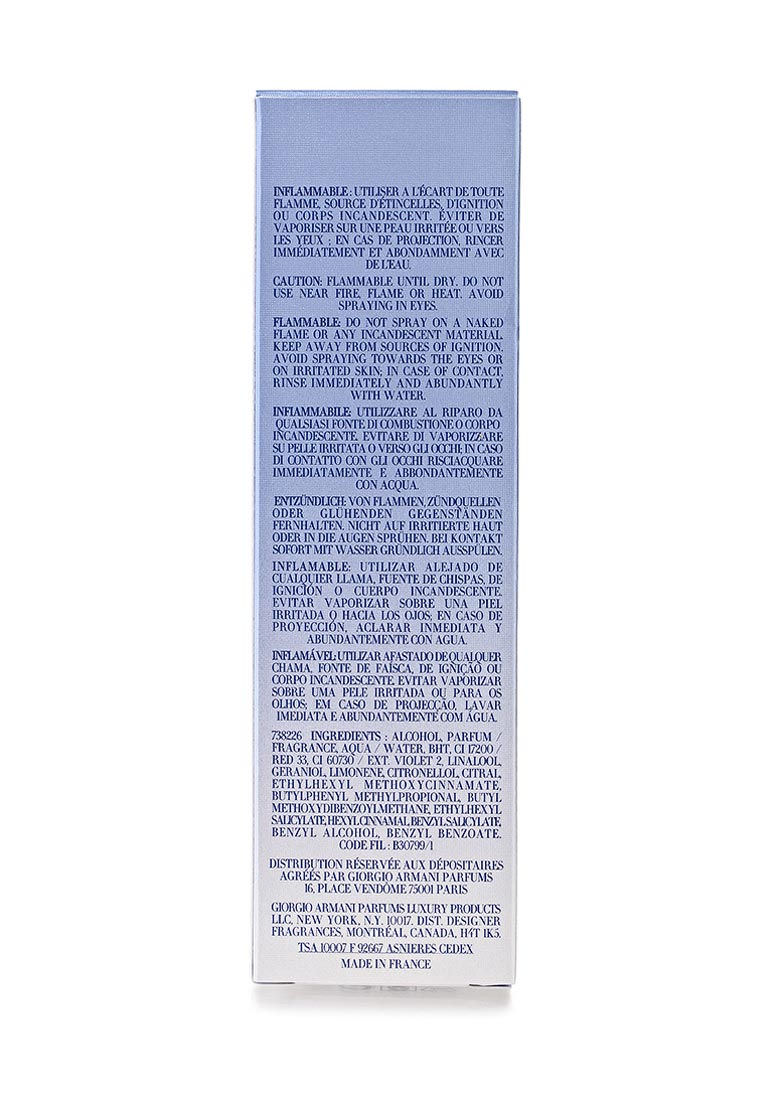 INFLAMMABLE : UTILISER A L'ÉCART DE TOUTE
FLAMME, SOURCE D'ÉTINCELLES, D'IGNITION
OU CORPS INCANDESCENT. ÉVITER DE
VAPORISER SUR UNE PEAU IRRITÉE OU VERS
LES YEUX ; EN CAS DE PROJECTION, RINCER
IMMÉDIATEMENT ET ABONDAMMENT AVEC
DE L'EAU.
CAUTION: FLAMMABLE UNTIL DRY. DO NOT
USE NEAR FIRE, FLAME OR HEAT. AVOID
SPRAYING IN EYES.
FLAMMABLE: DO NOT SPRAY ON A NAKED
FLAME OR ANY INCANDESCENT MATERIAL.
KEEP AWAY FROM SOURCES OF IGNITION.
AVOID SPRAYING TOWARDS THE EYES OR
ON IRRITATED SKIN; IN CASE OF CONTACT,
RINSE IMMEDIATELY AND ABUNDANTLY
WITH WATER.
INFIAMMABILE: UTILIZZARE AL RIPARO DA
QUALSIASI FONTE DI COMBUSTIONE O CORPO
INCANDESCENTE. EVITARE DI VAPORIZZARE
SU PELLE IRRITATA O VERSO GLI OCCHI; IN CASO
DI CONTATTO CON GLI OCCHI RISCIACQUARE
IMMEDIATAMENTE E ABBONDANTEMENTE
CON ACQUA.
ENTZÜNDLICH: VON FLAMMEN, ZÜNDQUELLEN
ODER GLÜHENDEN GEGENSTÄNDEN
FERNHALTEN. NICHT AUF IRRITIERTE HAUT
ODER IN DIE AUGEN SPRÜHEN. BEI KONTAKT
SOFORT MIT WASSER GRÜNDLICH AUSSPÜLEN.
INFLAMABLE: UTILIZAR ALEJADO DE
CUALQUIER LLAMA, FUENTE DE CHISPAS, DE
IGNICIÓN O CUERPO INCANDESCENTE.
EVITAR VAPORIZAR SOBRE UNA PIEL
IRRITADA O HACIA LOS OJOS; EN CASO DE
PROYECCIÓN, ACLARAR INMEDIATA Y
ABUNDANTEMENTE CON AGUA.
INFLAMÁVEL: UTILIZAR AFASTADO DE QUALQUER
CHAMA, FONTE DE FAÍSCA, DE IGNIÇÃO OU
CORPO INCANDESCENTE. EVITAR VAPORIZAR
SOBRE UMA PELE IRRITADA OU PARA OS
OLHOS; EM CASO DE PROJECÇÃO, LAVAR
IMEDIATA E ABUNDANTEMENTE COM ÁGUA.
738226 INGREDIENTS : ALCOHOL, PARFUM /
FRAGRANCE, AQUA / WATER, BHT, CI 17200 /
RED 33, CI 60730 / EXT. VIOLET 2, LINALOOL,
GERANIOL, LIMONENE, CITRONELLOL, CITRAL,
ETHYLHEXYL METHOXYCINNAMATE,
BUTYLPHENYL METHYLPROPIONAL, BUTYL
METHOXYDIBENZOYLMETHANE, ETHYLHEXYL
SALICYLATE, HEXYL CINNAMAL, BENZYL SALICYLATE,
BENZYL ALCOHOL, BENZYL BENZOATE.
CODE FIL : B30799/1
DISTRIBUTION RÉSERVÉE AUX DÉPOSITAIRES
AGRÉÉS PAR GIORGIO ARMANI PARFUMS
16, PLACE VENDÔME 75001 PARIS
GIORGIO ARMANI PARFUMS LUXURY PRODUCTS
LLC, NEW YORK, N.Y. 10017. DIST. DESIGNER
FRAGRANCES, MONTRÉAL, CANADA, H4T 1K5.
TSA 10007 F 92667 ASNIERES CEDEX
MADE IN FRANCE